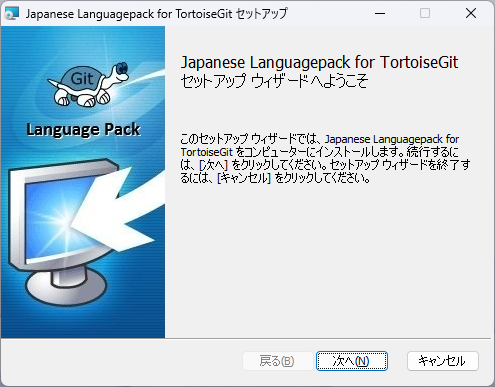 Japanese Languagepack for TortoiseGit セットアップ
Git
Language Pack
Japanese Languagepack for TortoiseGit
セットアップ ウィザードへようこそ
このセットアップ ウィザードでは、Japanese Languagepack for
TortoiseGit をコンピューターにインストールします。続行するに
は、[次へ] をクリックしてください。セットアップ ウィザードを終了す
るには、[キャンセル] をクリックしてください。
戻る(B)
次へ(N)
キャンセル